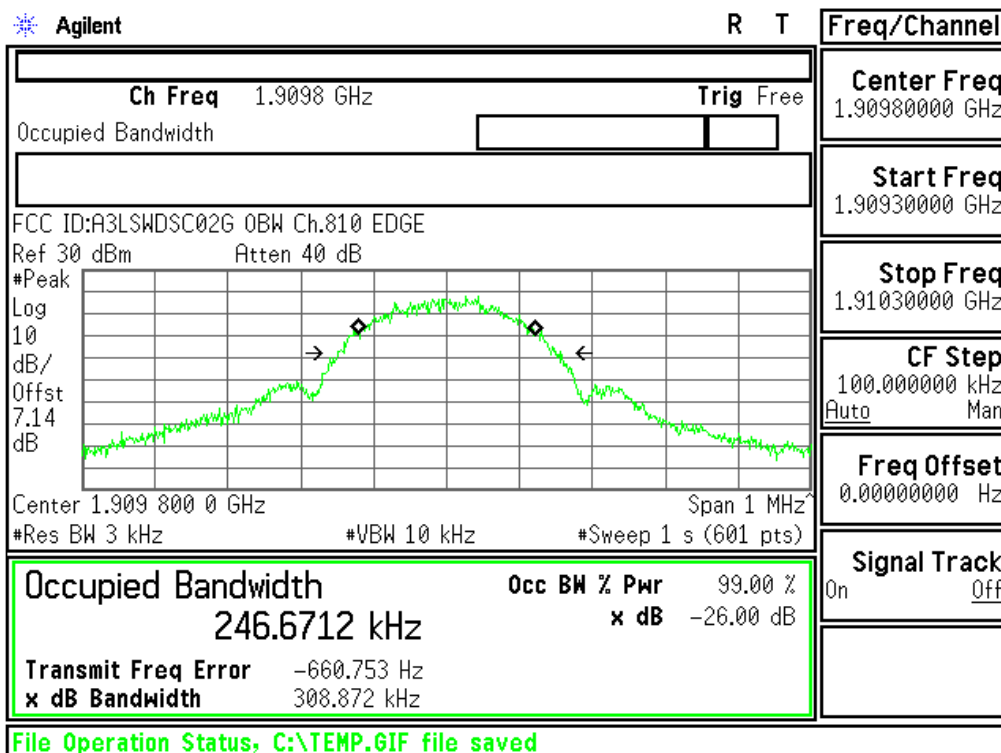 Agilent R T
Ch Freq 1.9098 GHz Trig Free
Occupied Bandwidth
FCC ID:A3LSWDSC02G OBW Ch.810 EDGE
Ref 30 dBm Atten 40 dB
#Peak
Log
10
dB/
Offst
7.14
dB
Center 1.909 800 0 GHz Span 1 MHz^
#Res BW 3 kHz #VBW 10 kHz #Sweep 1 s (601 pts)
Occupied Bandwidth
246.6712 kHz
Occ BW % Pwr 99.00 %
x dB -26.00 dB
Transmit Freq Error -660.753 Hz
x dB Bandwidth 308.872 kHz
File Operation Status, C:\TEMP.GIF file saved
Freq/Channel
Center Freq
1.90980000 GHz
Start Freq
1.90930000 GHz
Stop Freq
1.91030000 GHz
CF Step
100.000000 kHz
Auto Man
Freq Offset
0.00000000 Hz
Signal Track
On Off